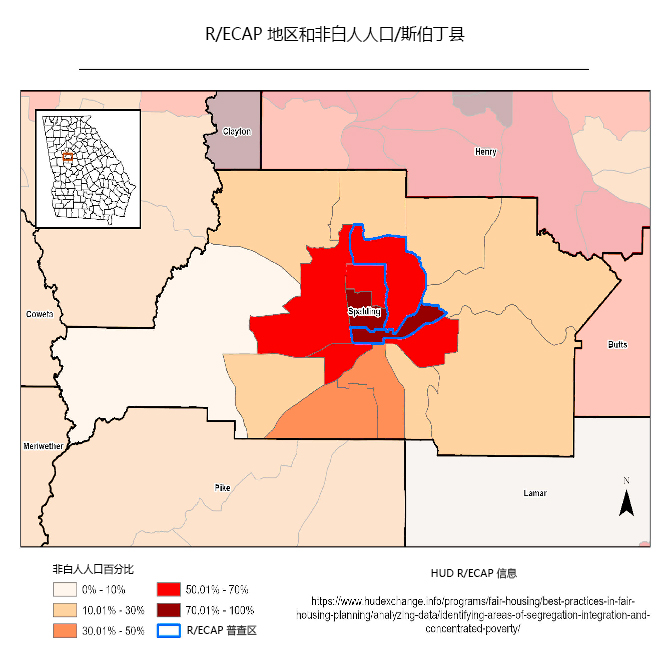 R/ECAP 地区和非白人人口/斯伯丁县
Clayton
Henry
Coweta
Spalding
Butts
Meriwether
Pike
Lamar
N
非白人人口百分比
0% - 10%
10.01% - 30%
30.01% - 50%
50.01% - 70%
70.01% - 100%
R/ECAP 普查区
HUD R/ECAP 信息
https://www.hudexchange.info/programs/fair-housing/best-practices-in-fair-
housing-planning/analyzing-data/identifying-areas-of-segregation-integration-and-
concentrated-poverty/